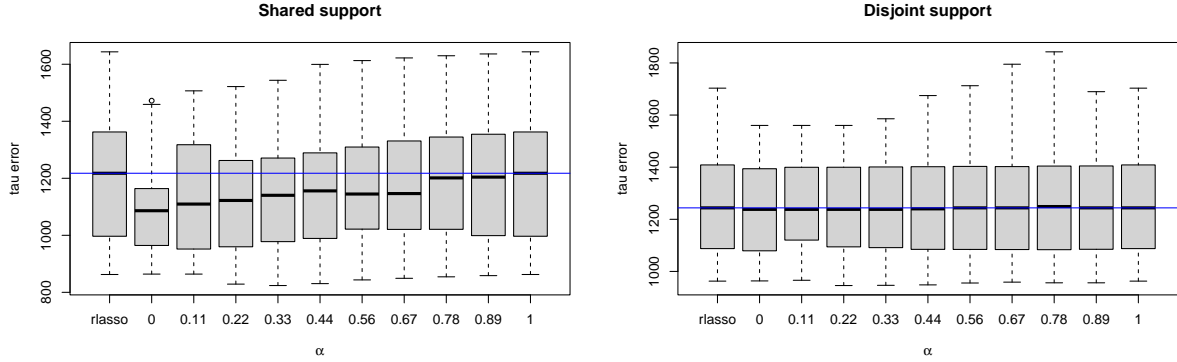 Shared support
tau error
1600
1400
1200
1000
800
rlasso 0 0.11 0.22 0.33 0.44 0.56 0.67 0.78 0.89 1
α
Disjoint support
tau error
1800
1600
1400
1200
1000
rlasso 0 0.11 0.22 0.33 0.44 0.56 0.67 0.78 0.89 1
α